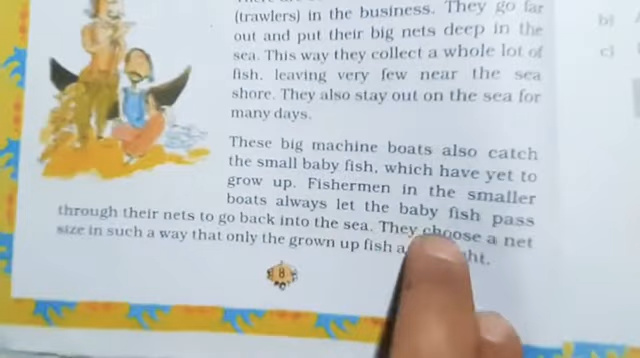 (trawlers) in the business. They go far
out and put their big nets deep in the
sea. This way they collect a whole lot of
fish, leaving very few near the sea
shore. They also stay out on the sea for
many days.
These big machine boats also catch
the small baby fish, which have yet to
grow up. Fishermen in the smaller
boats always let the baby fish pass
through their nets to go back into the sea. They choose a net
size in such a way that only the grown up fish
8
b)
c)